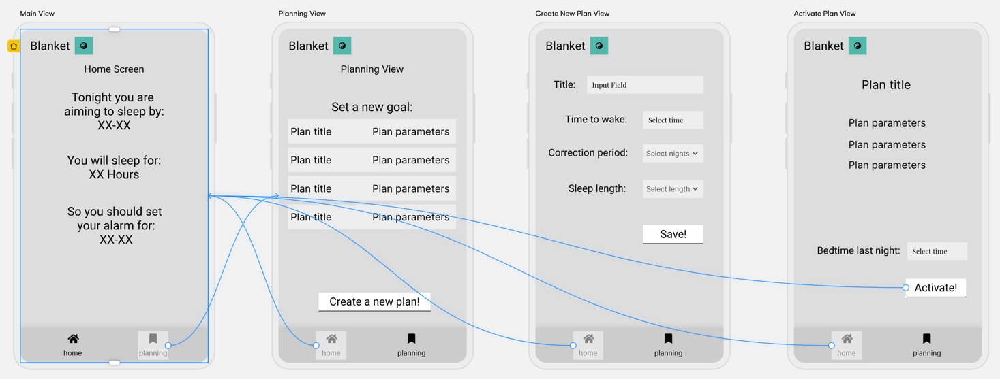 Main View
Blanket
Home Screen
Tonight you are
aiming to sleep by:
XX-XX
You will sleep for:
XX Hours
So you should set
your alarm for:
XX-XX
home
planning
Planning View
Blanket
Planning View
Set a new goal:
Plan title Plan parameters
Plan title Plan parameters
Plan title Plan parameters
Plan title Plan parameters
Create a new plan!
home
planning
Create New Plan View
Blanket
Title: Input Field
Time to wake: Select time
Correction period: Select nights
Sleep length: Select length
Save!
home
planning
Activate Plan View
Blanket
Plan title
Plan parameters
Plan parameters
Plan parameters
Bedtime last night: Select time
Activate!
home
planning